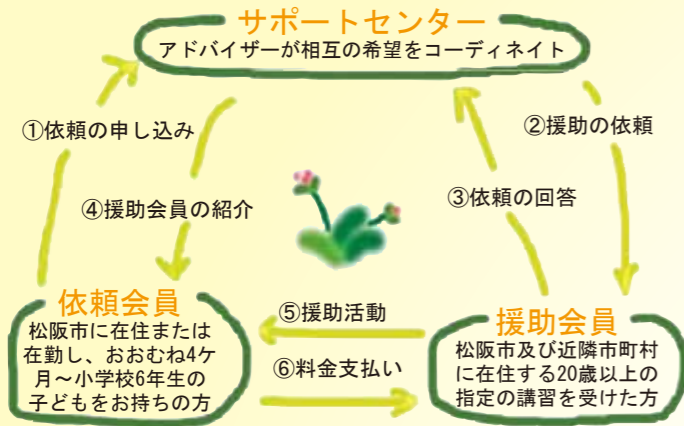 サポートセンター
アドバイザーが相互の希望をコーディネイト
①依頼の申し込み
②援助の依頼
③依頼の回答
④援助会員の紹介
依頼会員
松阪市に在住または
在勤し、おおむね4ケ
月～小学校6年生の
子どもをお持ちの方
⑤援助活動
⑥料金支払い
援助会員
松阪市及び近隣市町村
に在住する20歳以上の
指定の講習を受けた方